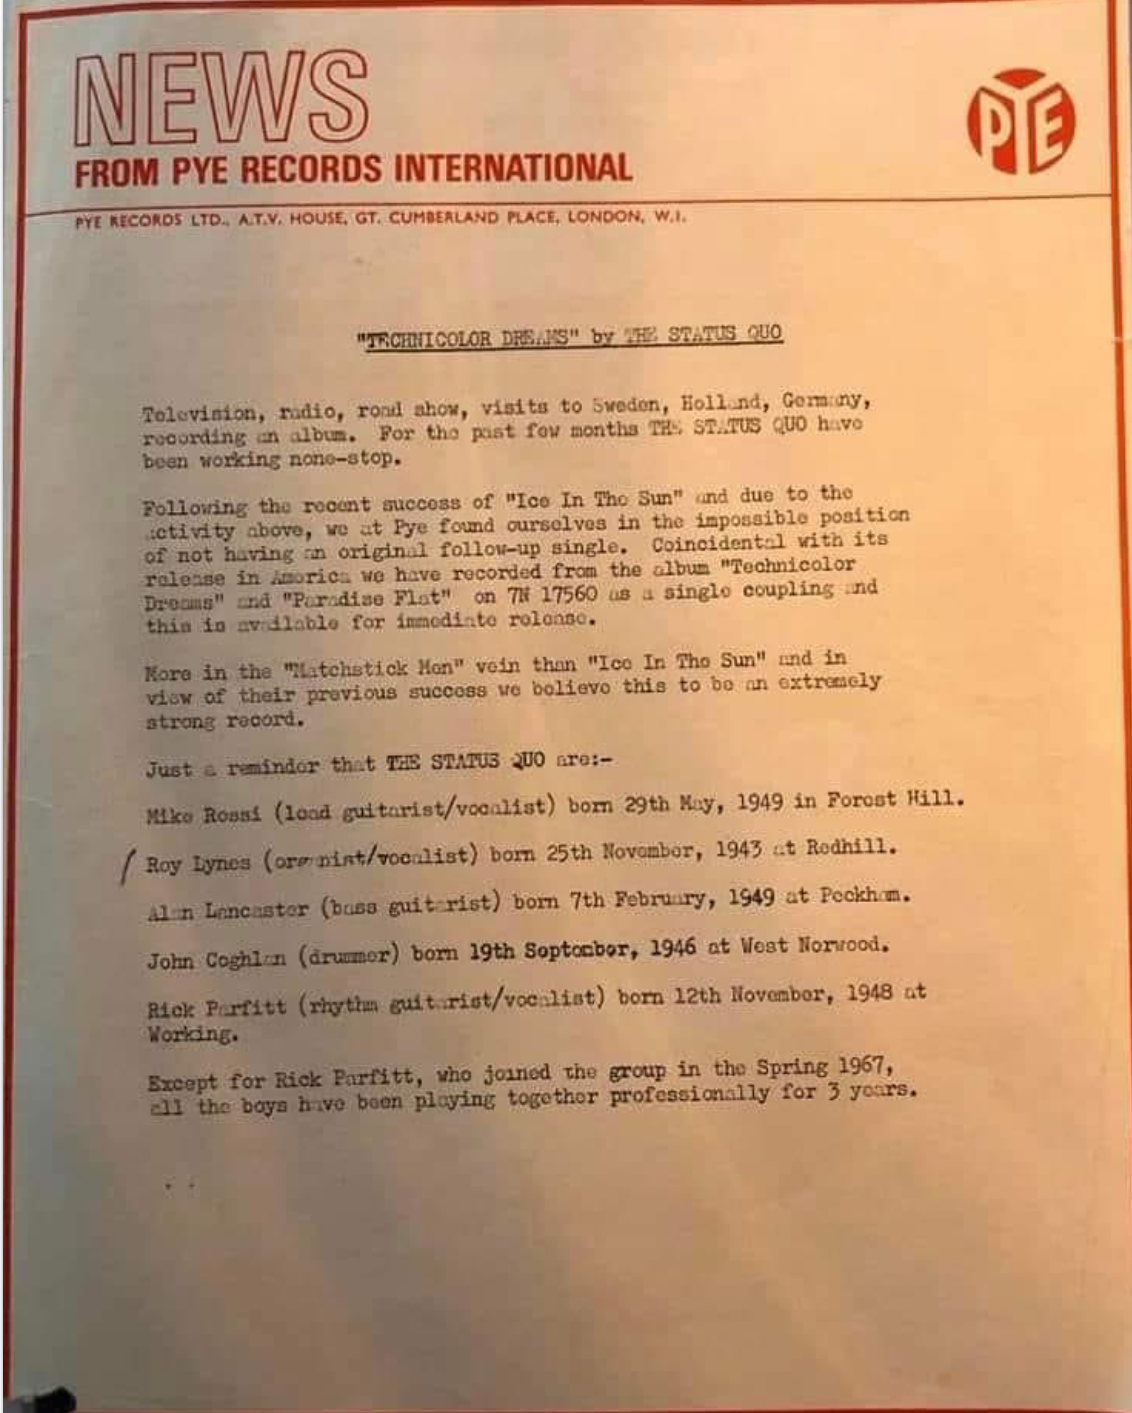 NEWS
PYE
FROM PYE RECORDS INTERNATIONAL
PYE RECORDS LTD., A.T.V. HOUSE, GT. CUMBERLAND PLACE, LONDON, W.I.
"TECHNICOLOR DREAMS" by THE STATUS QUO
Television, radio, road show, visits to Sweden, Holland, Germany,
recording an album. For the past few months THE STATUS QUO have
been working none-stop.
Following the recent success of "Ice In The Sun" and due to the
activity above, we at Pye found ourselves in the impossible position
of not having an original follow-up single. Coincidental with its
release in America we have recorded from the album "Technicolor
Dreams" and "Paradise Flat" on 7N 17560 as a single coupling and
this is available for immediate release.
More in the "Matchstick Men" vein than "Ice In The Sun" and in
view of their previous success we believe this to be an extremely
strong record.
Just a reminder that THE STATUS QUO are:-
Mike Rossi (lead guitarist/vocalist) born 29th May, 1949 in Forest Hill.
Roy Lynes (organist/vocalist) born 25th November, 1943 at Redhill.
Alan Lancaster (bass guitarist) born 7th February, 1949 at Peckham.
John Coghlan (drummer) born 19th September, 1946 at West Norwood.
Rick Parfitt (rhythm guitarist/vocalist) born 12th November, 1948 at
Working.
Except for Rick Parfitt, who joined the group in the Spring 1967,
all the boys have been playing together professionally for 3 years.